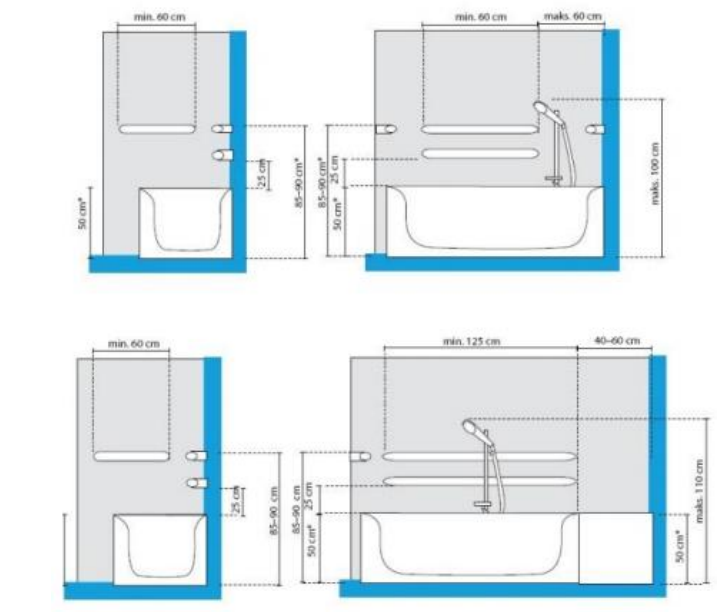 min. 60 cm
min. 60 cm
maks. 60 cm
50 cm*
25 cm
85–90 cm*
85–90 cm*
50 cm*
25 cm
maks. 100 cm
min. 60 cm
min. 125 cm
40–60 cm
25 cm
85–90 cm
85–90 cm
50 cm*
25 cm
50 cm*
maks. 110 cm